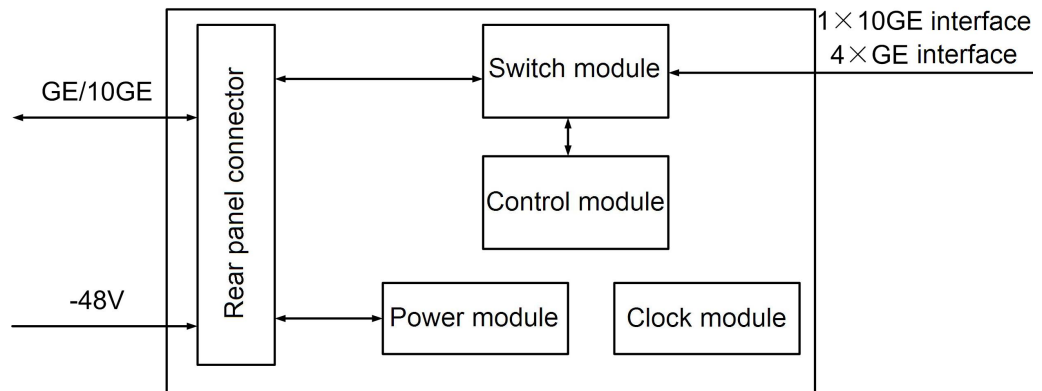 1×10GE interface
4×GE interface
Switch module
GE/10GE
Rear panel connector
Control module
-48V
Power module
Clock module